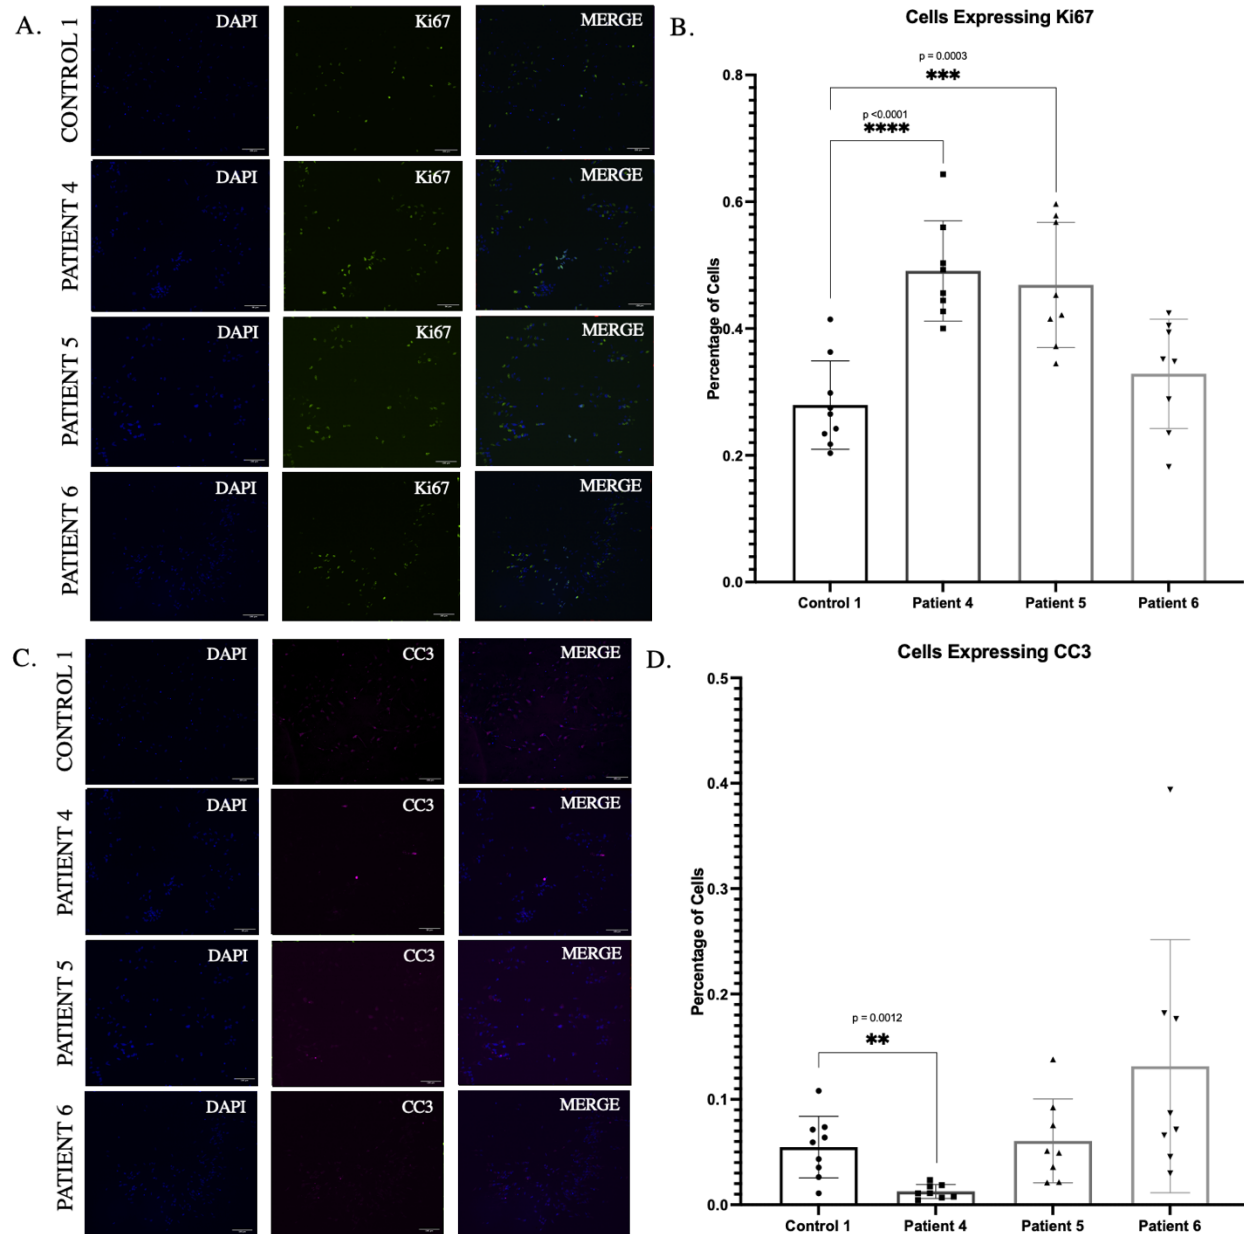 A.
CONTROL 1
DAPI
Ki67
MERGE
PATIENT 4
DAPI
Ki67
MERGE
PATIENT 5
DAPI
Ki67
MERGE
PATIENT 6
DAPI
Ki67
MERGE
B.
Cells Expressing Ki67
p = 0.0003
***
p <0.0001
****
Percentage of Cells
0.8
0.6
0.4
0.2
0.0
Control 1
Patient 4
Patient 5
Patient 6
C.
CONTROL 1
DAPI
CC3
MERGE
PATIENT 4
DAPI
CC3
MERGE
PATIENT 5
DAPI
CC3
MERGE
PATIENT 6
DAPI
CC3
MERGE
D.
Cells Expressing CC3
p = 0.0012
**
Percentage of Cells
0.5
0.4
0.3
0.2
0.1
0.0
Control 1
Patient 4
Patient 5
Patient 6